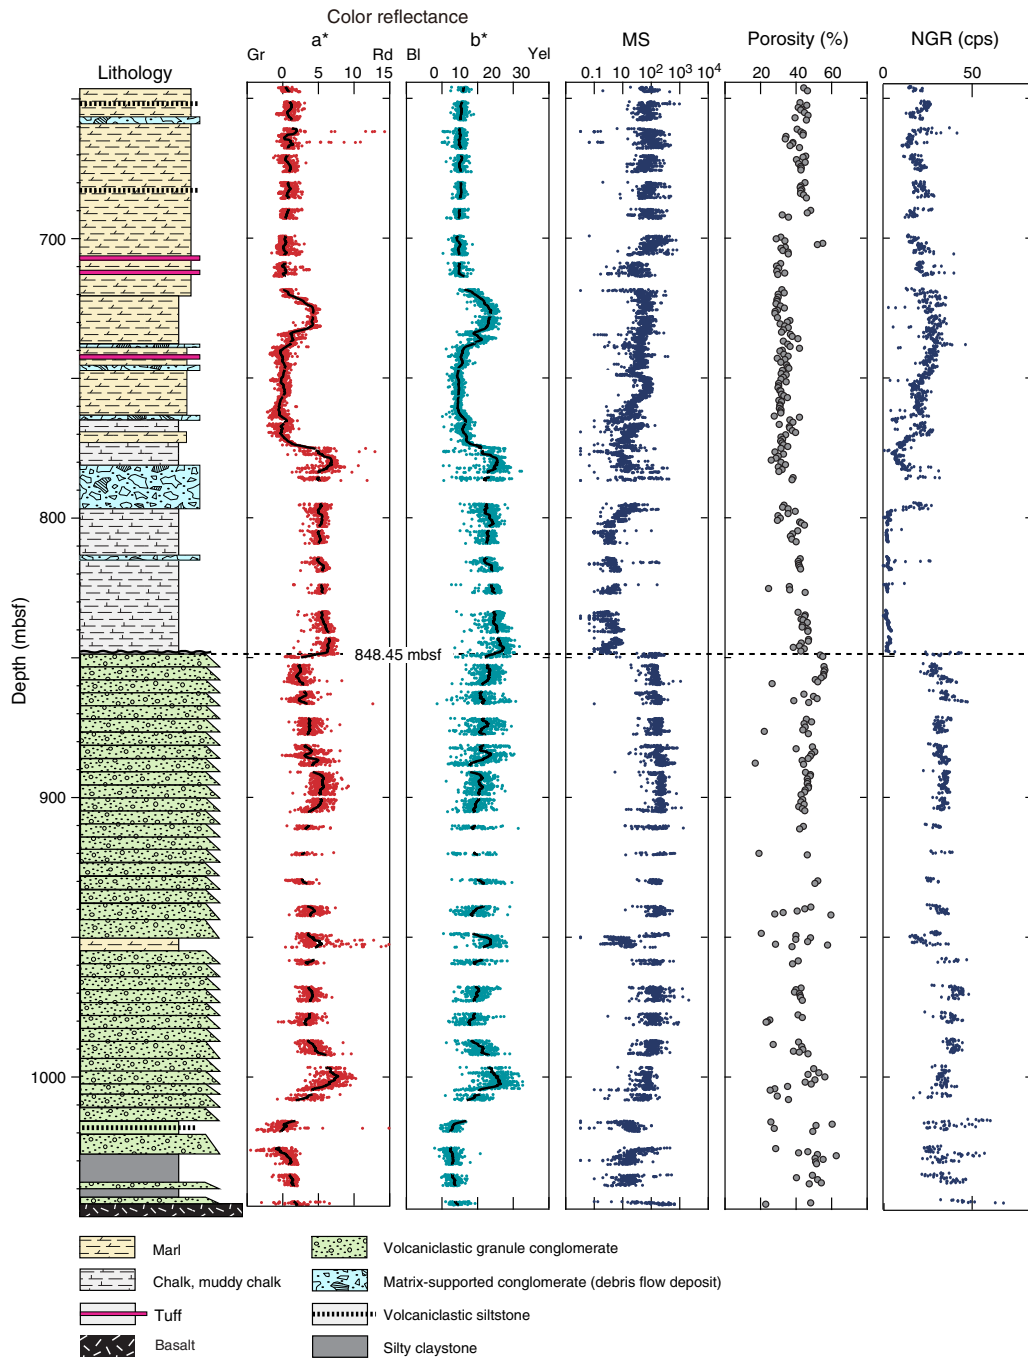 Color reflectance
a* b* MS Porosity (%) NGR (cps)
Gr Rd Bl Yel
Lithology
0 5 10 15 0 10 20 30 0.1 10 10² 10³ 10⁴ 20 40 60 0 50
700
800
848.45 mbsf
Depth (mbsf)
900
1000
Marl Volcaniclastic granule conglomerate
Chalk, muddy chalk Matrix-supported conglomerate (debris flow deposit)
Tuff Volcaniclastic siltstone
Basalt Silty claystone